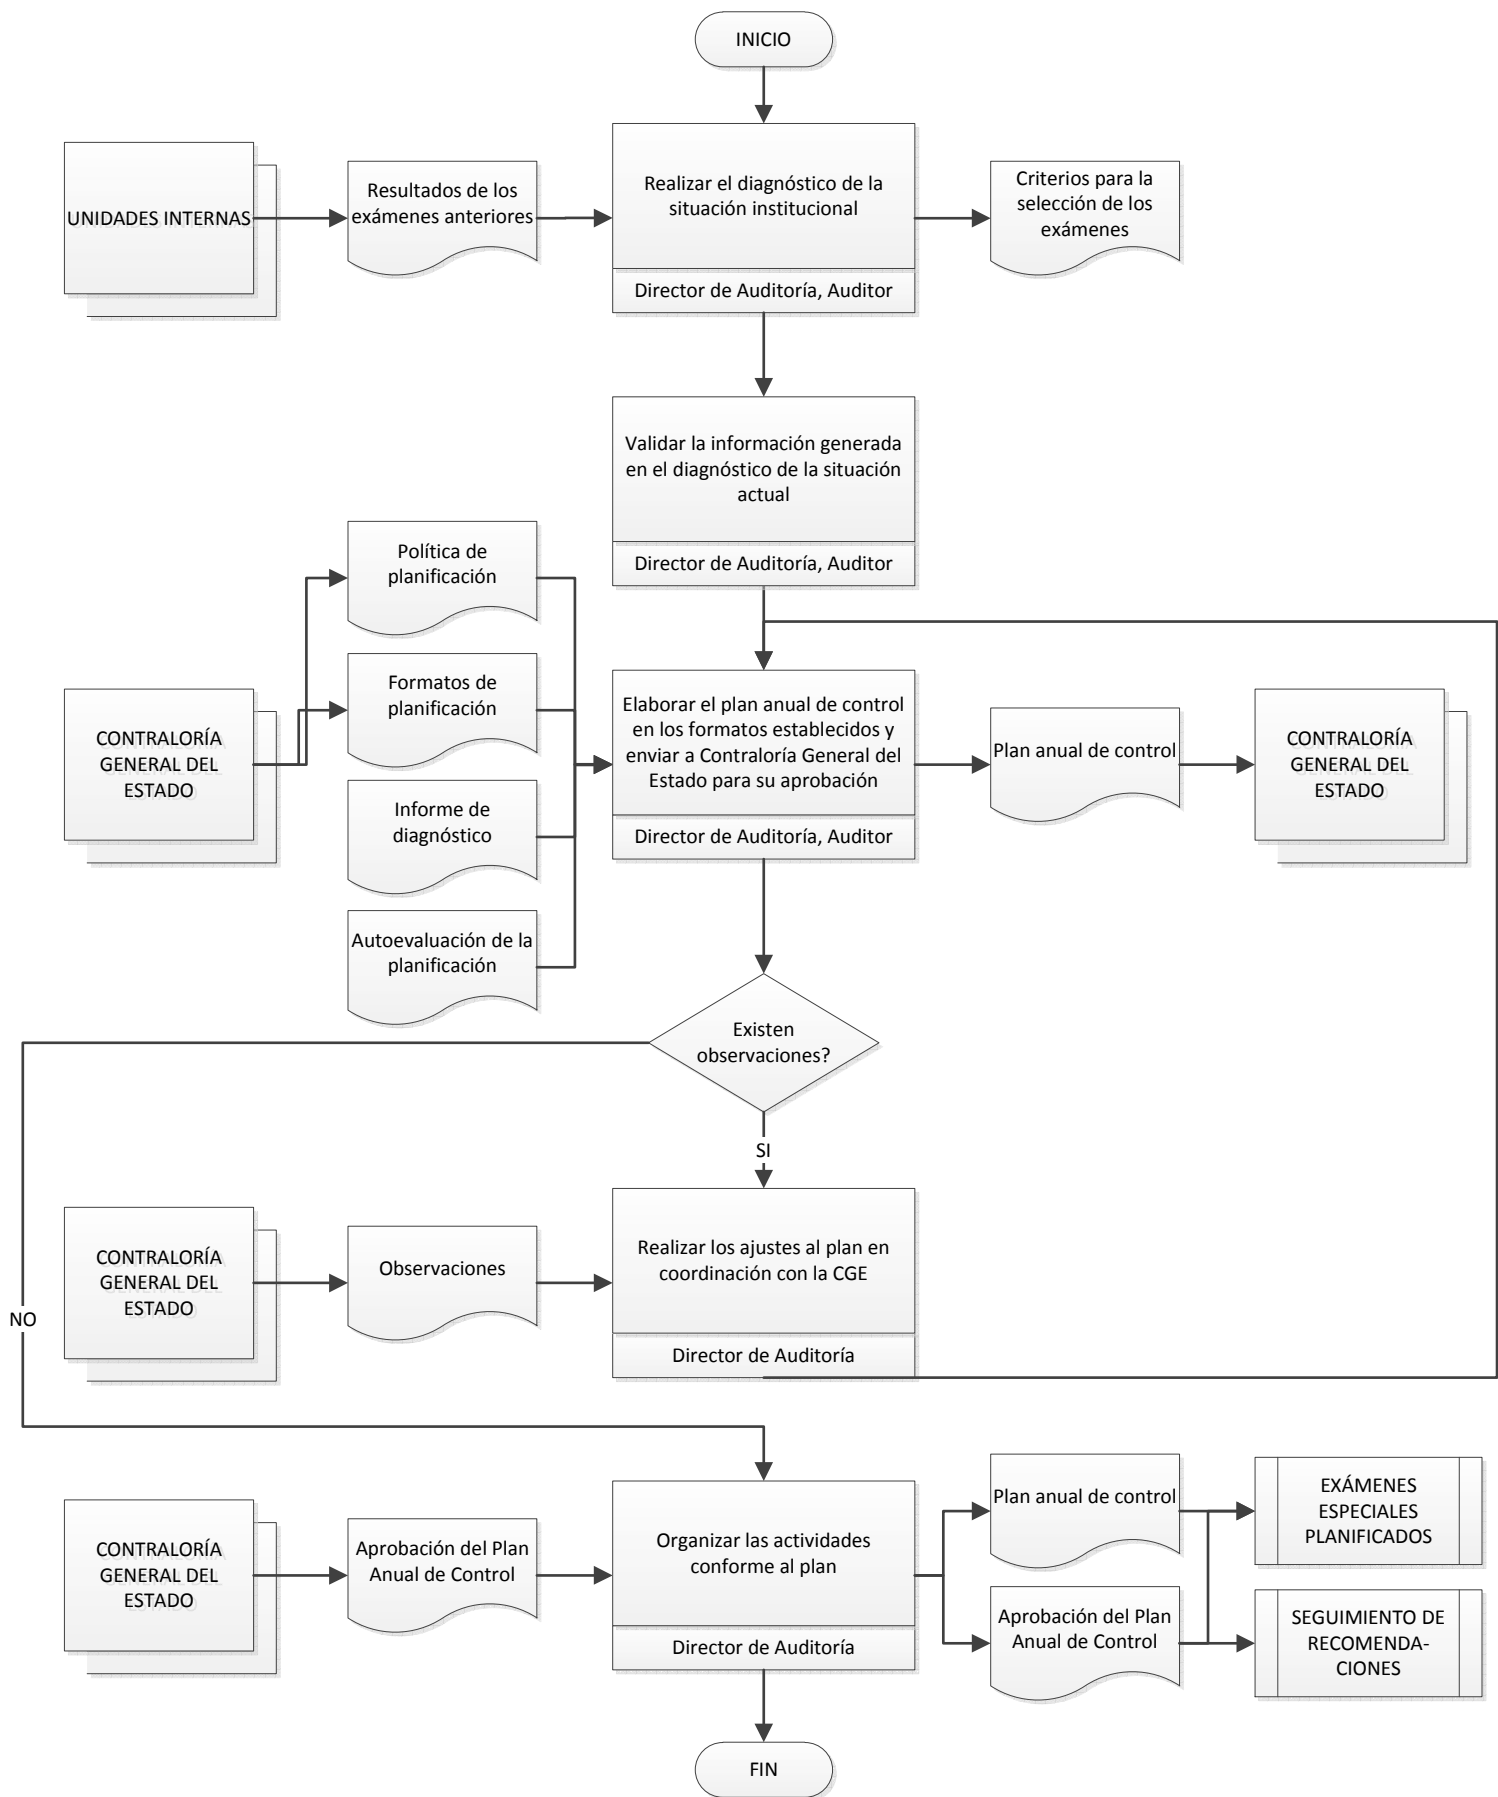 INICIO
UNIDADES INTERNAS
Resultados de los
exámenes anteriores
Realizar el diagnóstico de la
situación institucional
Director de Auditoría, Auditor
Criterios para la
selección de los
exámenes
Validar la información generada
en el diagnóstico de la situación
actual
Director de Auditoría, Auditor
CONTRALORÍA
GENERAL DEL
ESTADO
Política de
planificación
Formatos de
planificación
Informe de
diagnóstico
Autoevaluación de la
planificación
Elaborar el plan anual de control
en los formatos establecidos y
enviar a Contraloría General del
Estado para su aprobación
Director de Auditoría, Auditor
Plan anual de control
CONTRALORÍA
GENERAL DEL
ESTADO
Existen
observaciones?
SI
NO
CONTRALORÍA
GENERAL DEL
ESTADO
Observaciones
Realizar los ajustes al plan en
coordinación con la CGE
Director de Auditoría
CONTRALORÍA
GENERAL DEL
ESTADO
Aprobación del Plan
Anual de Control
Organizar las actividades
conforme al plan
Director de Auditoría
Plan anual de control
Aprobación del Plan
Anual de Control
EXÁMENES
ESPECIALES
PLANIFICADOS
SEGUIMIENTO DE
RECOMENDA-
CIONES
FIN